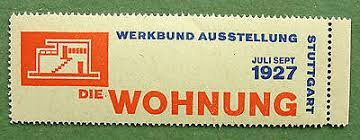 WERKBUND AUSSTELLUNG
JULI SEPT
1927
STUTTGART
DIE WOHNUNG